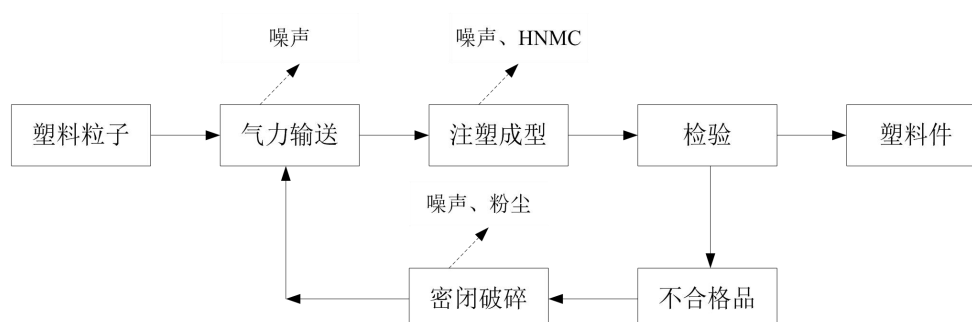 噪声
噪声、HNMC
塑料粒子
气力输送
注塑成型
检验
塑料件
噪声、粉尘
密闭破碎
不合格品